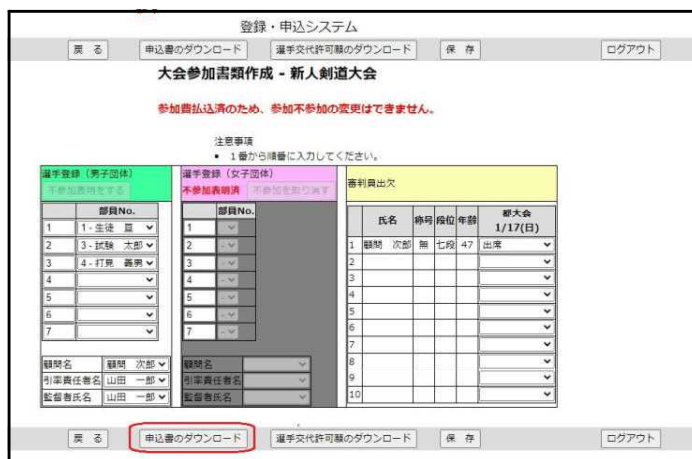 登録・申込システム
戻 る 申込書のダウンロード 選手交代許可願のダウンロード 保 存 ログアウト
大会参加書類作成 - 新人剣道大会
参加費払込済のため、参加不参加の変更はできません。
注意事項
• 1番から順番に入力してください。
選手登録（男子団体）
不参加表明をする
部員No.
1 1 - 生徒 亘
2 3 - 試験 太郎
3 4 - 打見 義男
4
5
6
7
顧問名 顧問 次郎
引率責任者名 山田 一郎
監督者氏名 山田 一郎
選手登録（女子団体）
不参加表明済 不参加を取り消す
部員No.
1 -
2 -
3 -
4 -
5 -
6 -
7 -
顧問名
引率責任者名
監督者氏名
審判員出欠
氏名 称号 段位 年齢 都大会
1/17(日)
1 顧問 次郎 無 七段 47 出席
2
3
4
5
6
7
8
9
10
戻 る 申込書のダウンロード 選手交代許可願のダウンロード 保 存 ログアウト